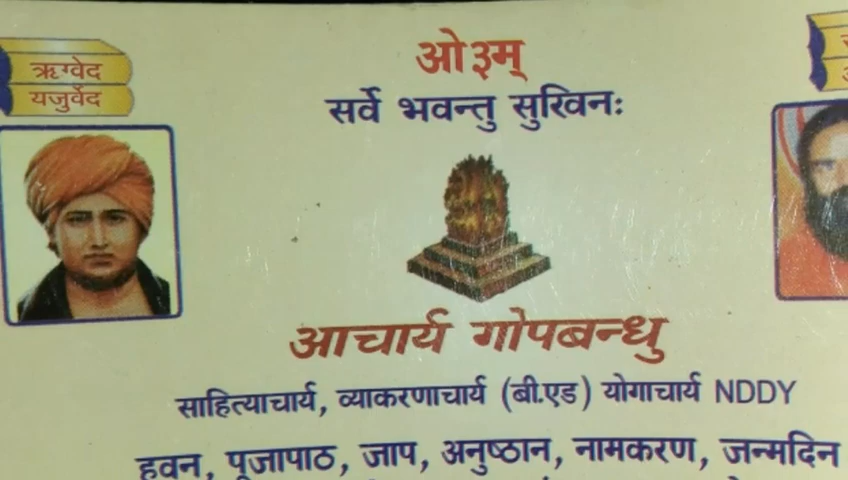 ऋग्वेद
यजुर्वेद
ओ३म्
सर्वे भवन्तु सुखिनः
आचार्य गोपबन्धु
साहित्याचार्य, व्याकरणाचार्य (बी.एड) योगाचार्य NDDY
हवन, पूजापाठ, जाप, अनुष्ठान, नामकरण, जन्मदिन